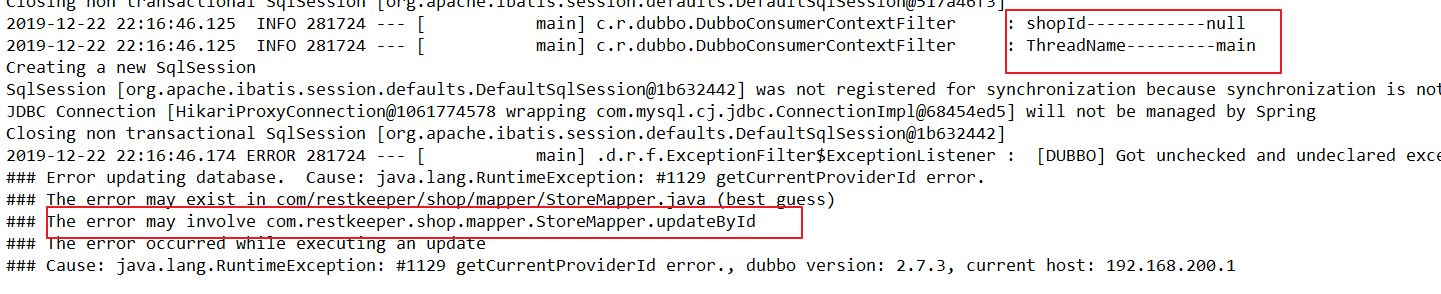 Closing non transactional SqlSession [org.apache.ibatis.session.defaults.DefaultSqlSession@517a46f3]
2019-12-22 22:16:46.125  INFO 281724 --- [           main] c.r.dubbo.DubboConsumerContextFilter     : shopId------------null
2019-12-22 22:16:46.125  INFO 281724 --- [           main] c.r.dubbo.DubboConsumerContextFilter     : ThreadName---------main
Creating a new SqlSession
SqlSession [org.apache.ibatis.session.defaults.DefaultSqlSession@1b632442] was not registered for synchronization because synchronization is not
JDBC Connection [HikariProxyConnection@1061774578 wrapping com.mysql.cj.jdbc.ConnectionImpl@68454ed5] will not be managed by Spring
Closing non transactional SqlSession [org.apache.ibatis.session.defaults.DefaultSqlSession@1b632442]
2019-12-22 22:16:46.174 ERROR 281724 --- [           main] .d.r.f.ExceptionFilter$ExceptionListener :  [DUBBO] Got unchecked and undeclared exce
### Error updating database.  Cause: java.lang.RuntimeException: #1129 getCurrentProviderId error.
### The error may exist in com/restkeeper/shop/mapper/StoreMapper.java (best guess)
### The error may involve com.restkeeper.shop.mapper.StoreMapper.updateById
### The error occurred while executing an update
### Cause: java.lang.RuntimeException: #1129 getCurrentProviderId error., dubbo version: 2.7.3, current host: 192.168.200.1